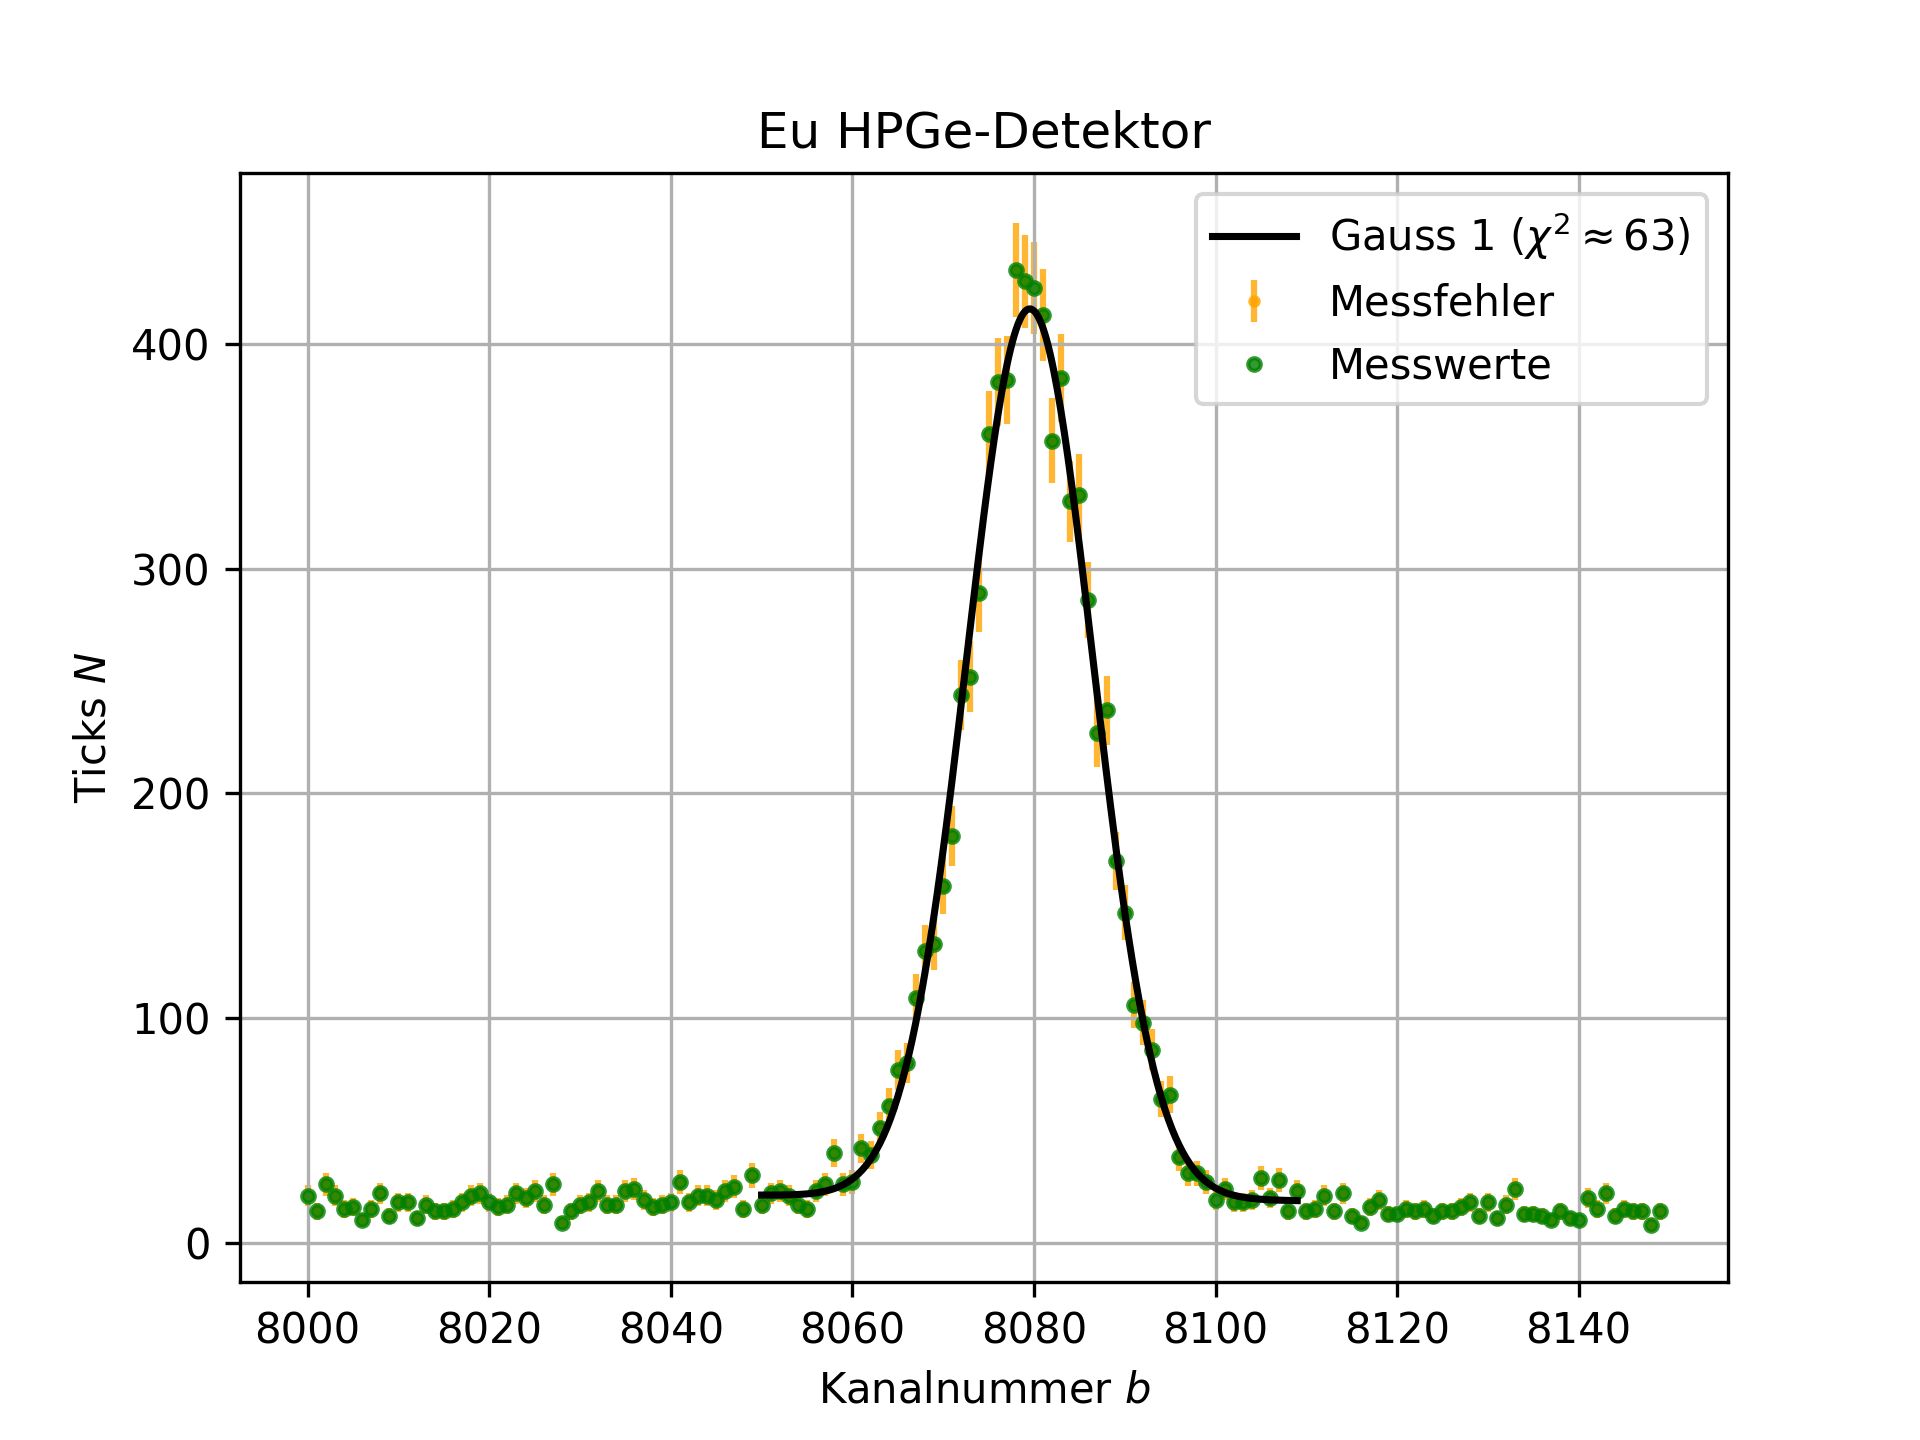 Eu HPGe-Detektor
Gauss 1 (χ² ≈ 63)
Messfehler
Messwerte
400
300
200
100
0
Ticks N
8000 8020 8040 8060 8080 8100 8120 8140
Kanalnummer b